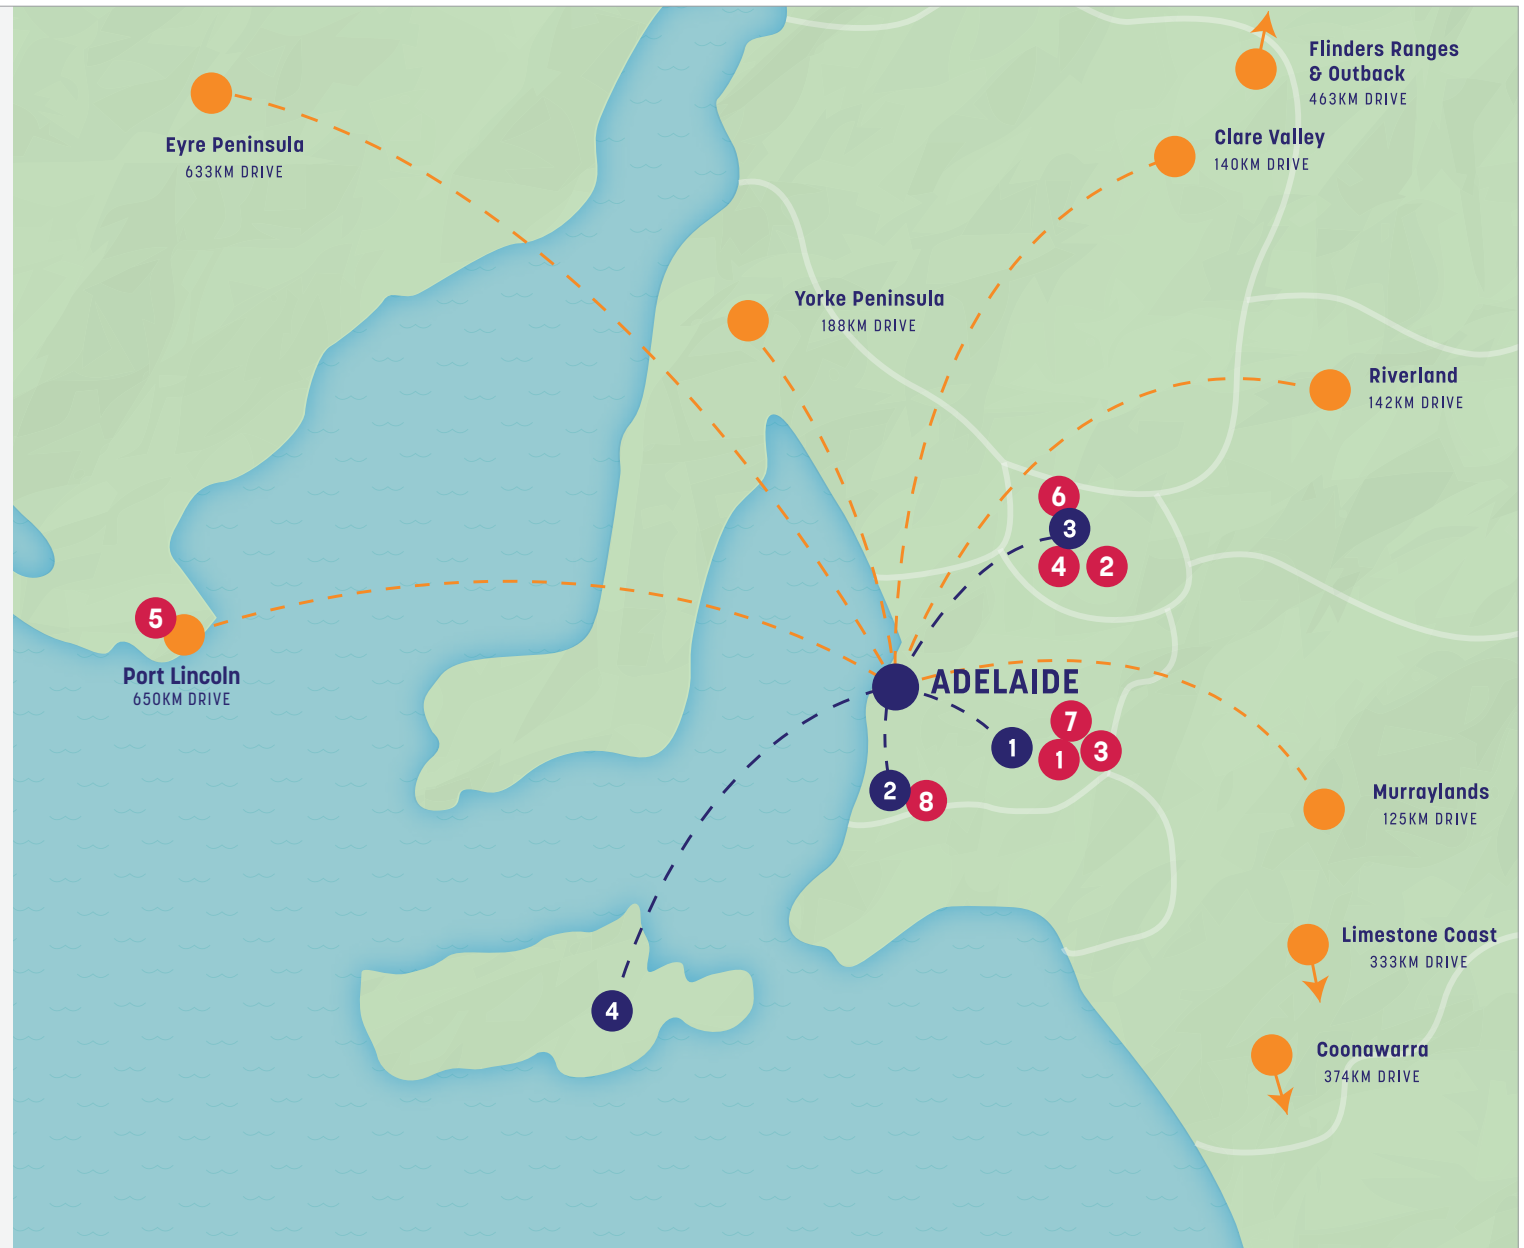 Flinders Ranges
& Outback
463KM DRIVE
Eyre Peninsula
633KM DRIVE
Clare Valley
140KM DRIVE
Yorke Peninsula
188KM DRIVE
Riverland
142KM DRIVE
6
3
4
2
5
Port Lincoln
650KM DRIVE
ADELAIDE
7
1
1
3
2
8
Murraylands
125KM DRIVE
Limestone Coast
333KM DRIVE
4
Coonawarra
374KM DRIVE